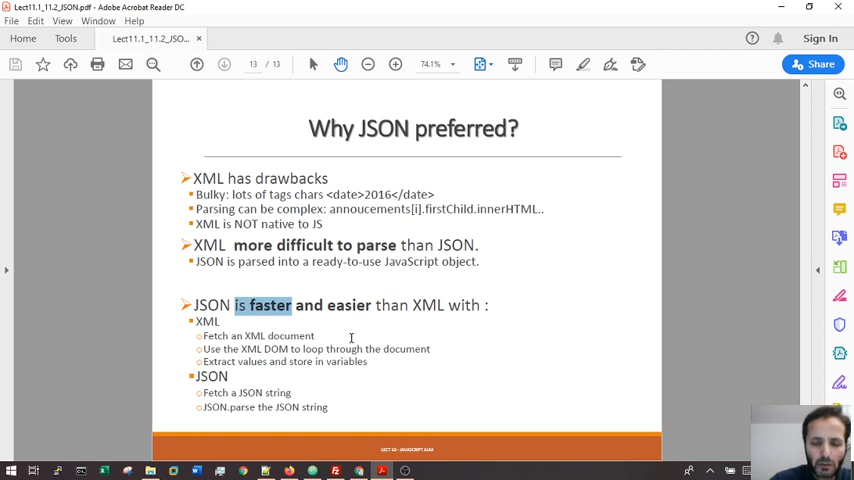 Lect11.1_11.2_JSON.pdf - Adobe Acrobat Reader DC
File Edit View Window Help
Home Tools Lect11.1_11.2_JSO... × Sign In
13 / 13 74.1% Share
Why JSON preferred?
XML has drawbacks
Bulky: lots of tags chars <date>2016</date>
Parsing can be complex: annoucements[i].firstChild.innerHTML..
XML is NOT native to JS
XML more difficult to parse than JSON.
JSON is parsed into a ready-to-use JavaScript object.
JSON is faster and easier than XML with :
XML
Fetch an XML document
Use the XML DOM to loop through the document
Extract values and store in variables
JSON
Fetch a JSON string
JSON.parse the JSON string
LECT 10 - JAVASCRIPT AJAX